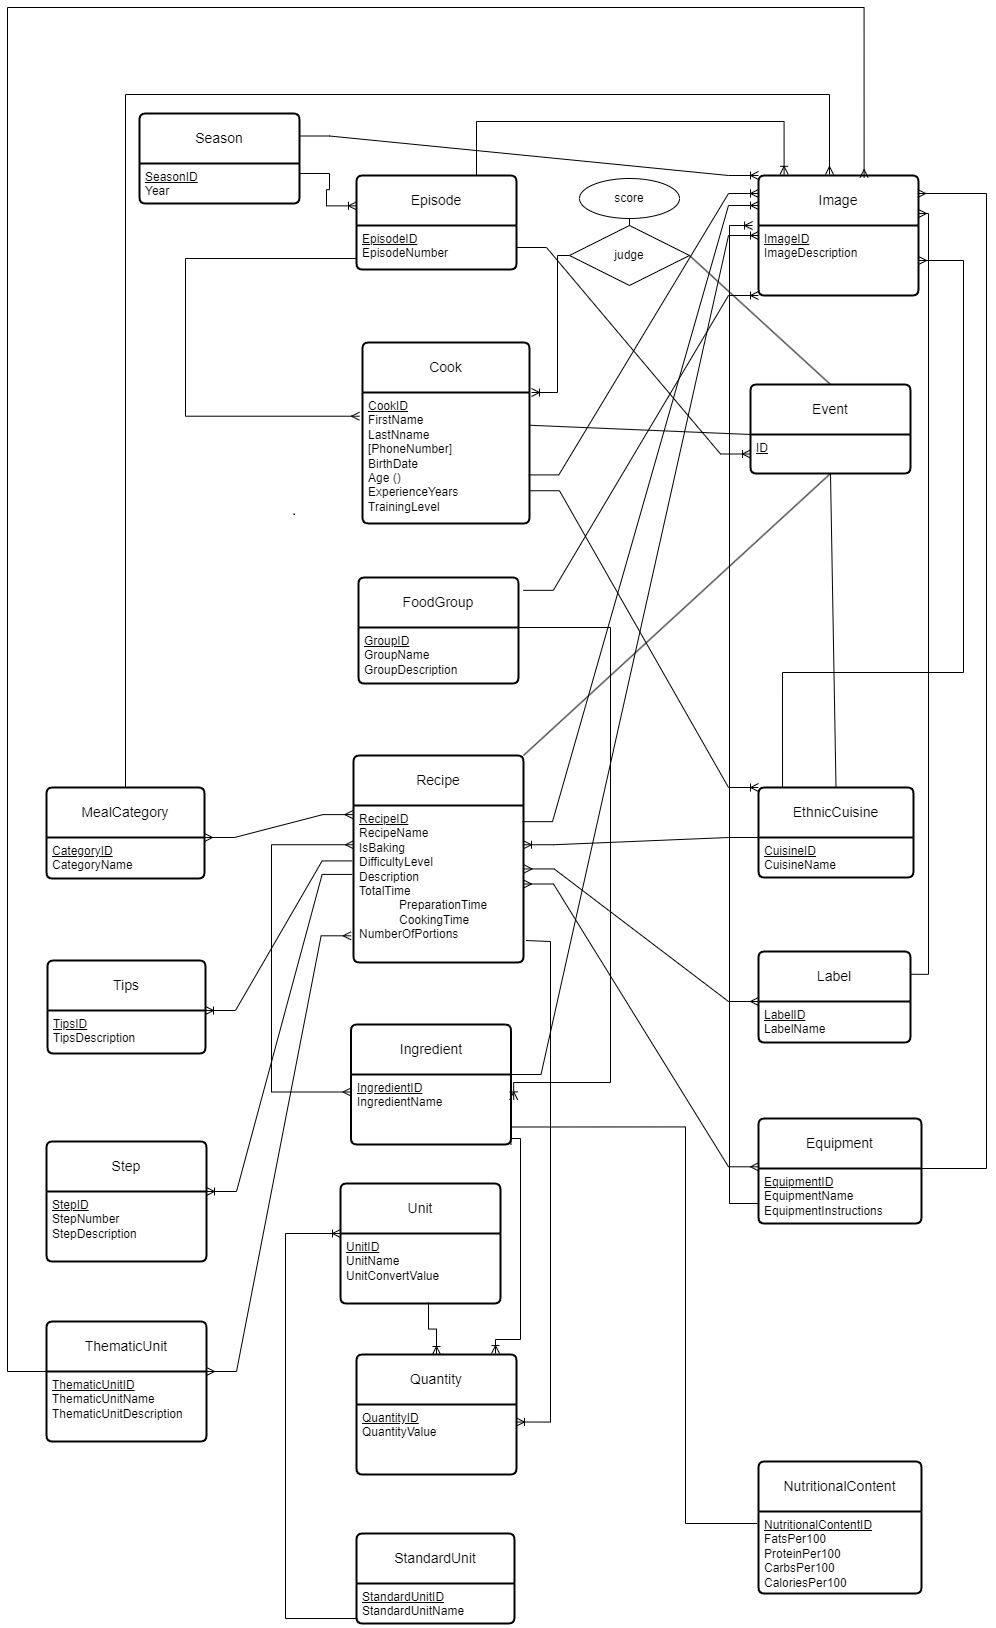 Season
SeasonID
Year
Episode
EpisodeID
EpisodeNumber
score
judge
Image
ImageID
ImageDescription
Cook
CookID
FirstName
LastNname
[PhoneNumber]
BirthDate
Age ()
ExperienceYears
TrainingLevel
Event
ID
.
FoodGroup
GroupID
GroupName
GroupDescription
Recipe
RecipeID
RecipeName
IsBaking
DifficultyLevel
Description
TotalTime
PreparationTime
CookingTime
NumberOfPortions
MealCategory
CategoryID
CategoryName
EthnicCuisine
CuisineID
CuisineName
Tips
TipsID
TipsDescription
Label
LabelID
LabelName
Ingredient
IngredientID
IngredientName
Step
StepID
StepNumber
StepDescription
Equipment
EquipmentID
EquipmentName
EquipmentInstructions
Unit
UnitID
UnitName
UnitConvertValue
ThematicUnit
ThematicUnitID
ThematicUnitName
ThematicUnitDescription
Quantity
QuantityID
QuantityValue
NutritionalContent
NutritionalContentID
FatsPer100
ProteinPer100
CarbsPer100
CaloriesPer100
StandardUnit
StandardUnitID
StandardUnitName